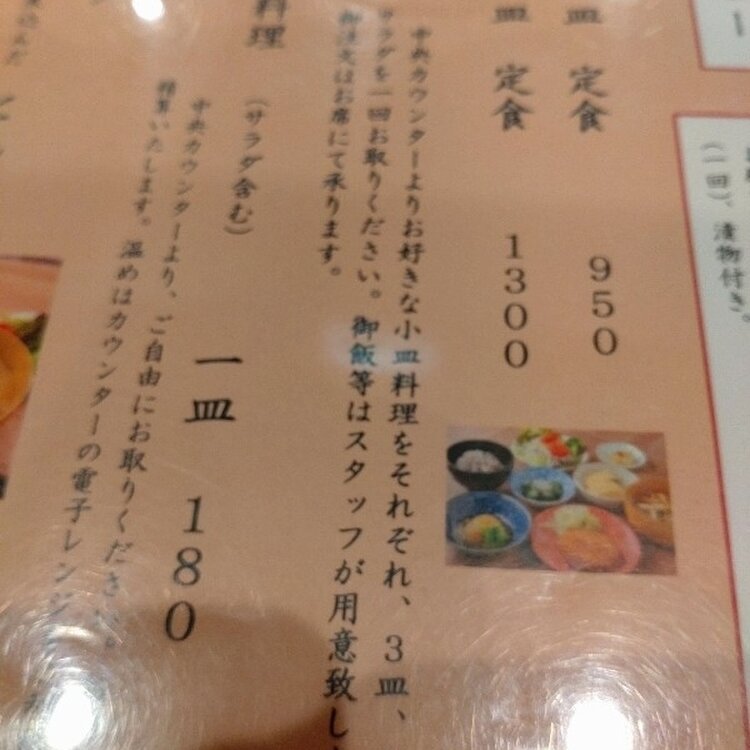 (一回)、漬物付き。
皿 定食 950
皿 定食 1300
中央カウンターよりお好きな小皿料理をそれぞれ、3皿、
サラダを一回お取りください。御飯等はスタッフが用意致し
御注文はお席にて承ります。
料理 (サラダ含む) 一皿 180
中央カウンターより、ご自由にお取りください。
いたします。温めはカウンターの電子レンジ